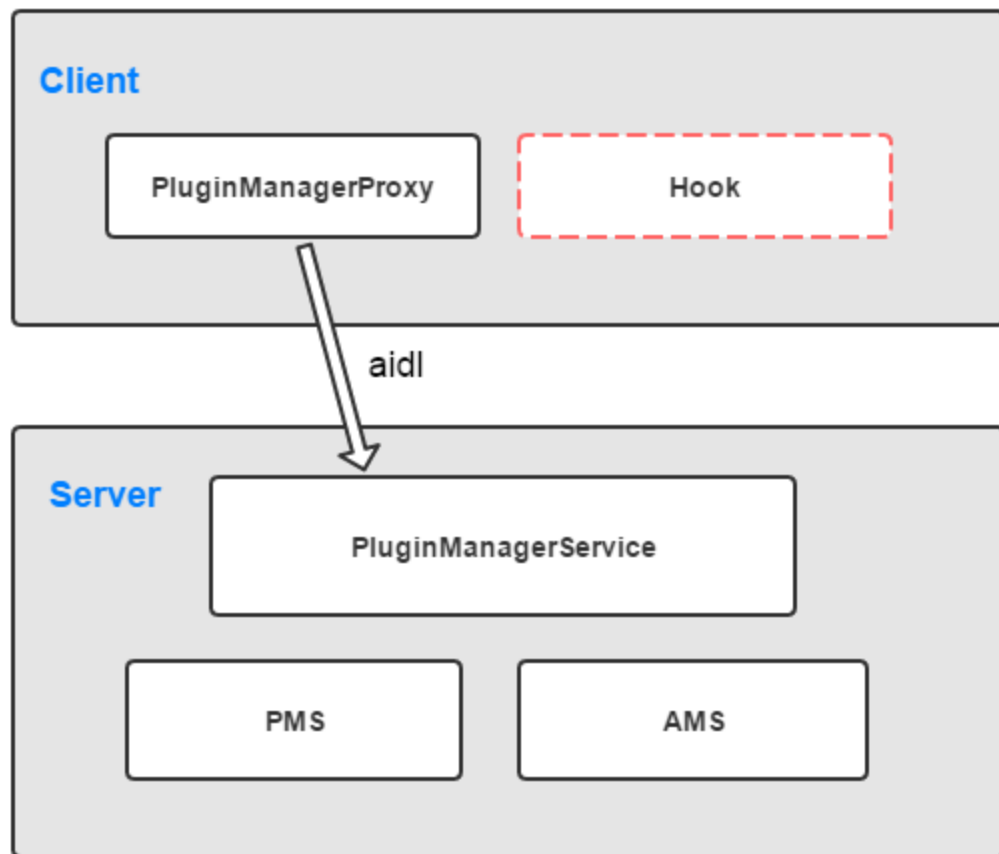 Client
PluginManagerProxy
Hook
aidl
Server
PluginManagerService
PMS
AMS